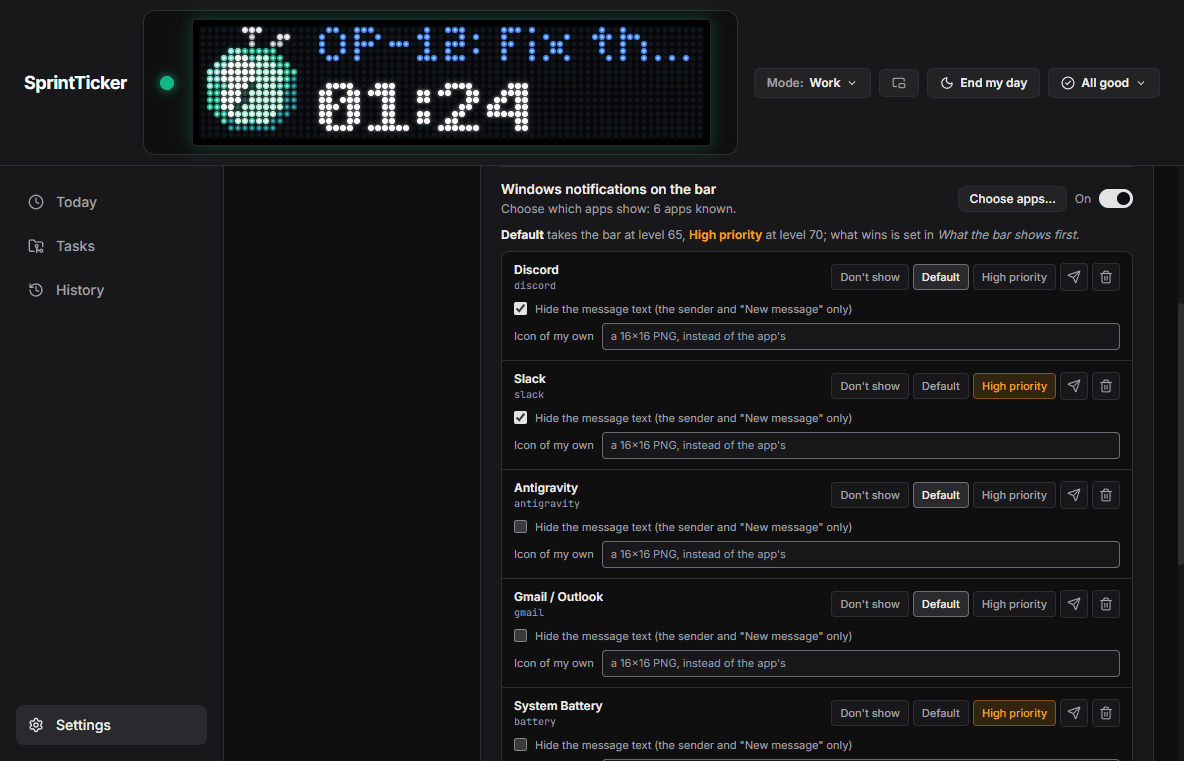 SprintTicker
OP-12: Fix th...
01:24
Mode: Work
End my day
All good
Today
Tasks
History
Settings
Windows notifications on the bar
Choose which apps show: 6 apps known.
Choose apps...
On
Default takes the bar at level 65, High priority at level 70; what wins is set in What the bar shows first.
Discord
discord
Don't show
Default
High priority
Hide the message text (the sender and "New message" only)
Icon of my own
a 16×16 PNG, instead of the app's
Slack
slack
Don't show
Default
High priority
Hide the message text (the sender and "New message" only)
Icon of my own
a 16×16 PNG, instead of the app's
Antigravity
antigravity
Don't show
Default
High priority
Hide the message text (the sender and "New message" only)
Icon of my own
a 16×16 PNG, instead of the app's
Gmail / Outlook
gmail
Don't show
Default
High priority
Hide the message text (the sender and "New message" only)
Icon of my own
a 16×16 PNG, instead of the app's
System Battery
battery
Don't show
Default
High priority
Hide the message text (the sender and "New message" only)